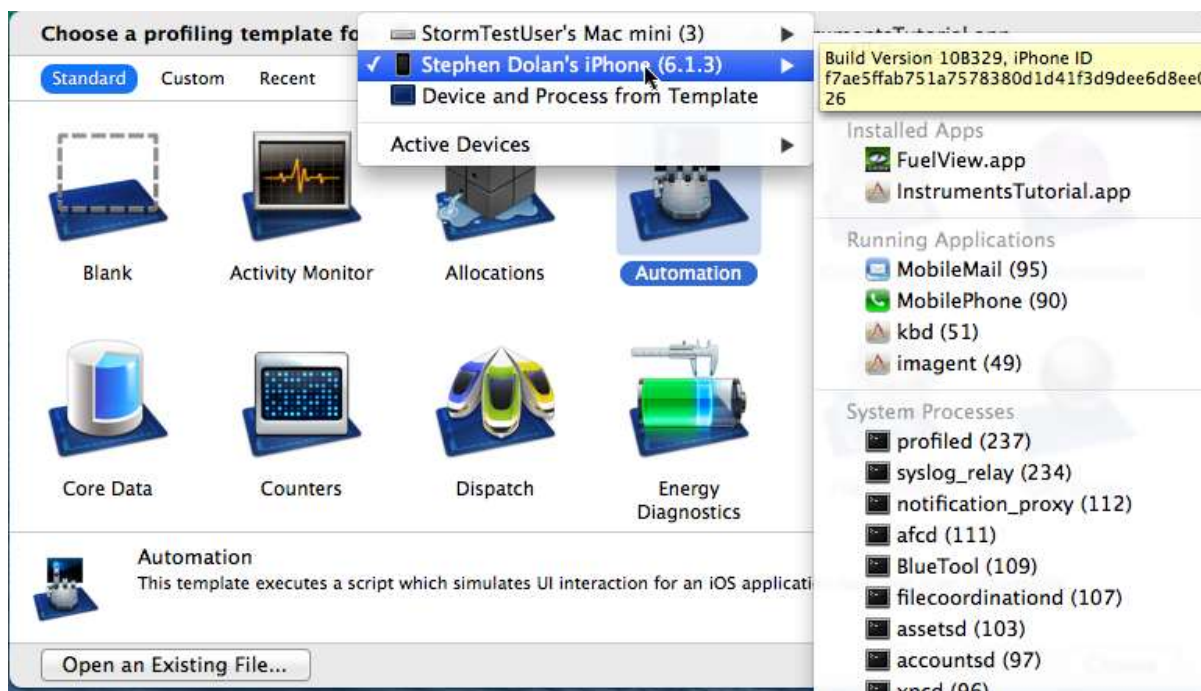 Choose a profiling template fo
StormTestUser's Mac mini (3)
Stephen Dolan's iPhone (6.1.3)
Device and Process from Template
Active Devices
Standard
Custom
Recent
Build Version 10B329, iPhone ID
f7ae5ffab751a7578380d1d41f3d9dee6d8ee0
26
Blank
Activity Monitor
Allocations
Automation
Core Data
Counters
Dispatch
Energy
Diagnostics
Installed Apps
FuelView.app
InstrumentsTutorial.app
Running Applications
MobileMail (95)
MobilePhone (90)
kbd (51)
imagent (49)
System Processes
profiled (237)
syslog_relay (234)
notification_proxy (112)
afcd (111)
BlueTool (109)
filecoordinationd (107)
assetsd (103)
accountsd (97)
Automation
This template executes a script which simulates UI interaction for an iOS applicati
Open an Existing File...